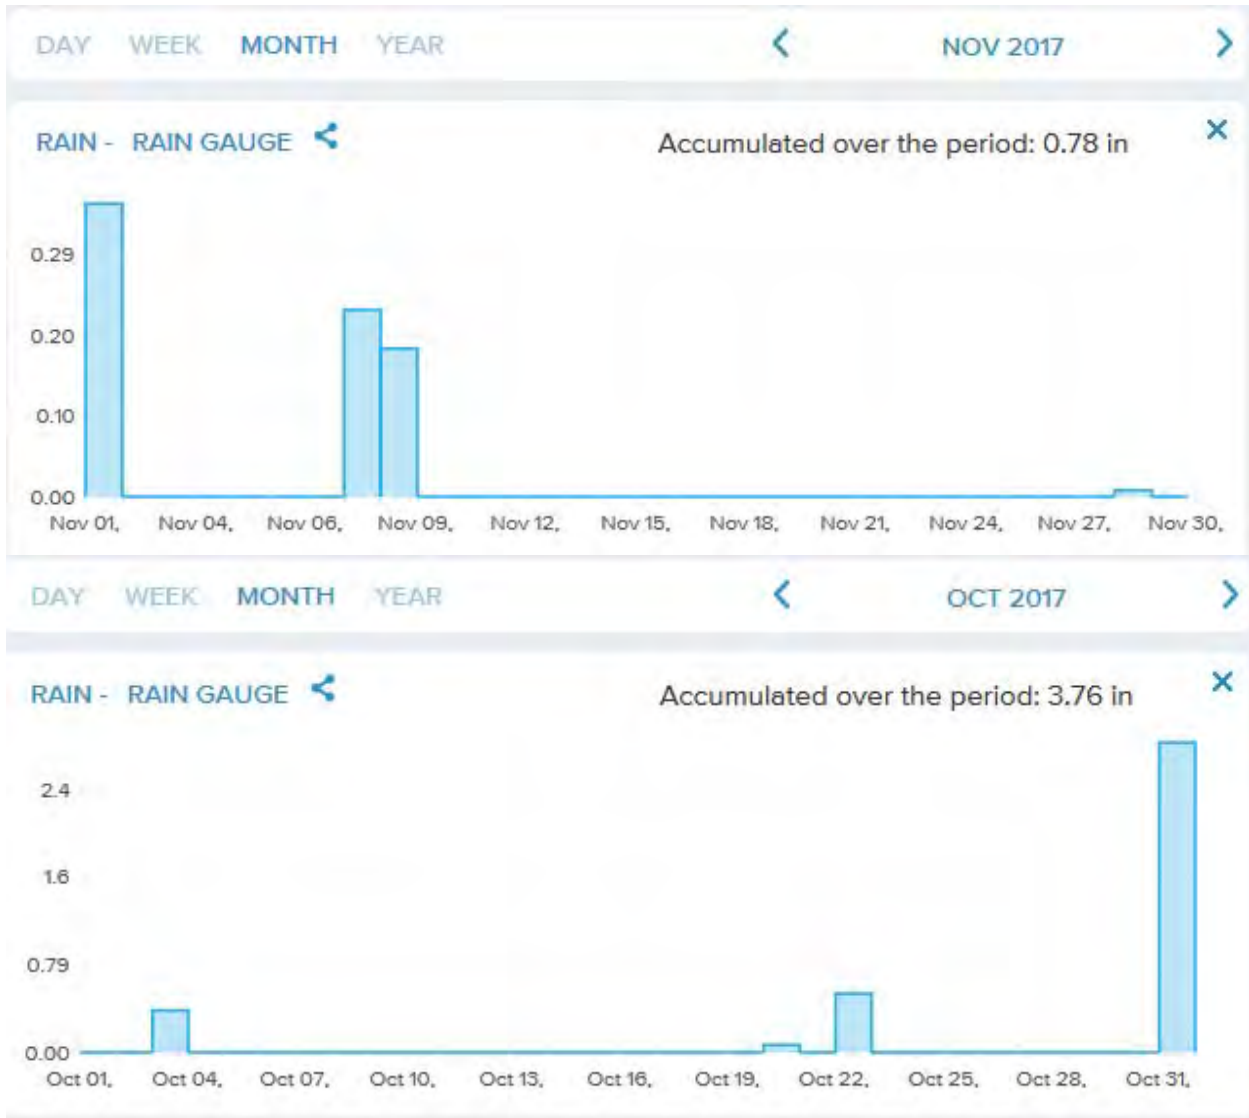 DAY WEEK MONTH YEAR NOV 2017
RAIN - RAIN GAUGE Accumulated over the period: 0.78 in
0.29
0.20
0.10
0.00
Nov 01, Nov 04, Nov 06, Nov 09, Nov 12, Nov 15, Nov 18, Nov 21, Nov 24, Nov 27, Nov 30,
DAY WEEK MONTH YEAR OCT 2017
RAIN - RAIN GAUGE Accumulated over the period: 3.76 in
2.4
1.6
0.79
0.00
Oct 01, Oct 04, Oct 07, Oct 10, Oct 13, Oct 16, Oct 19, Oct 22, Oct 25, Oct 28, Oct 31,